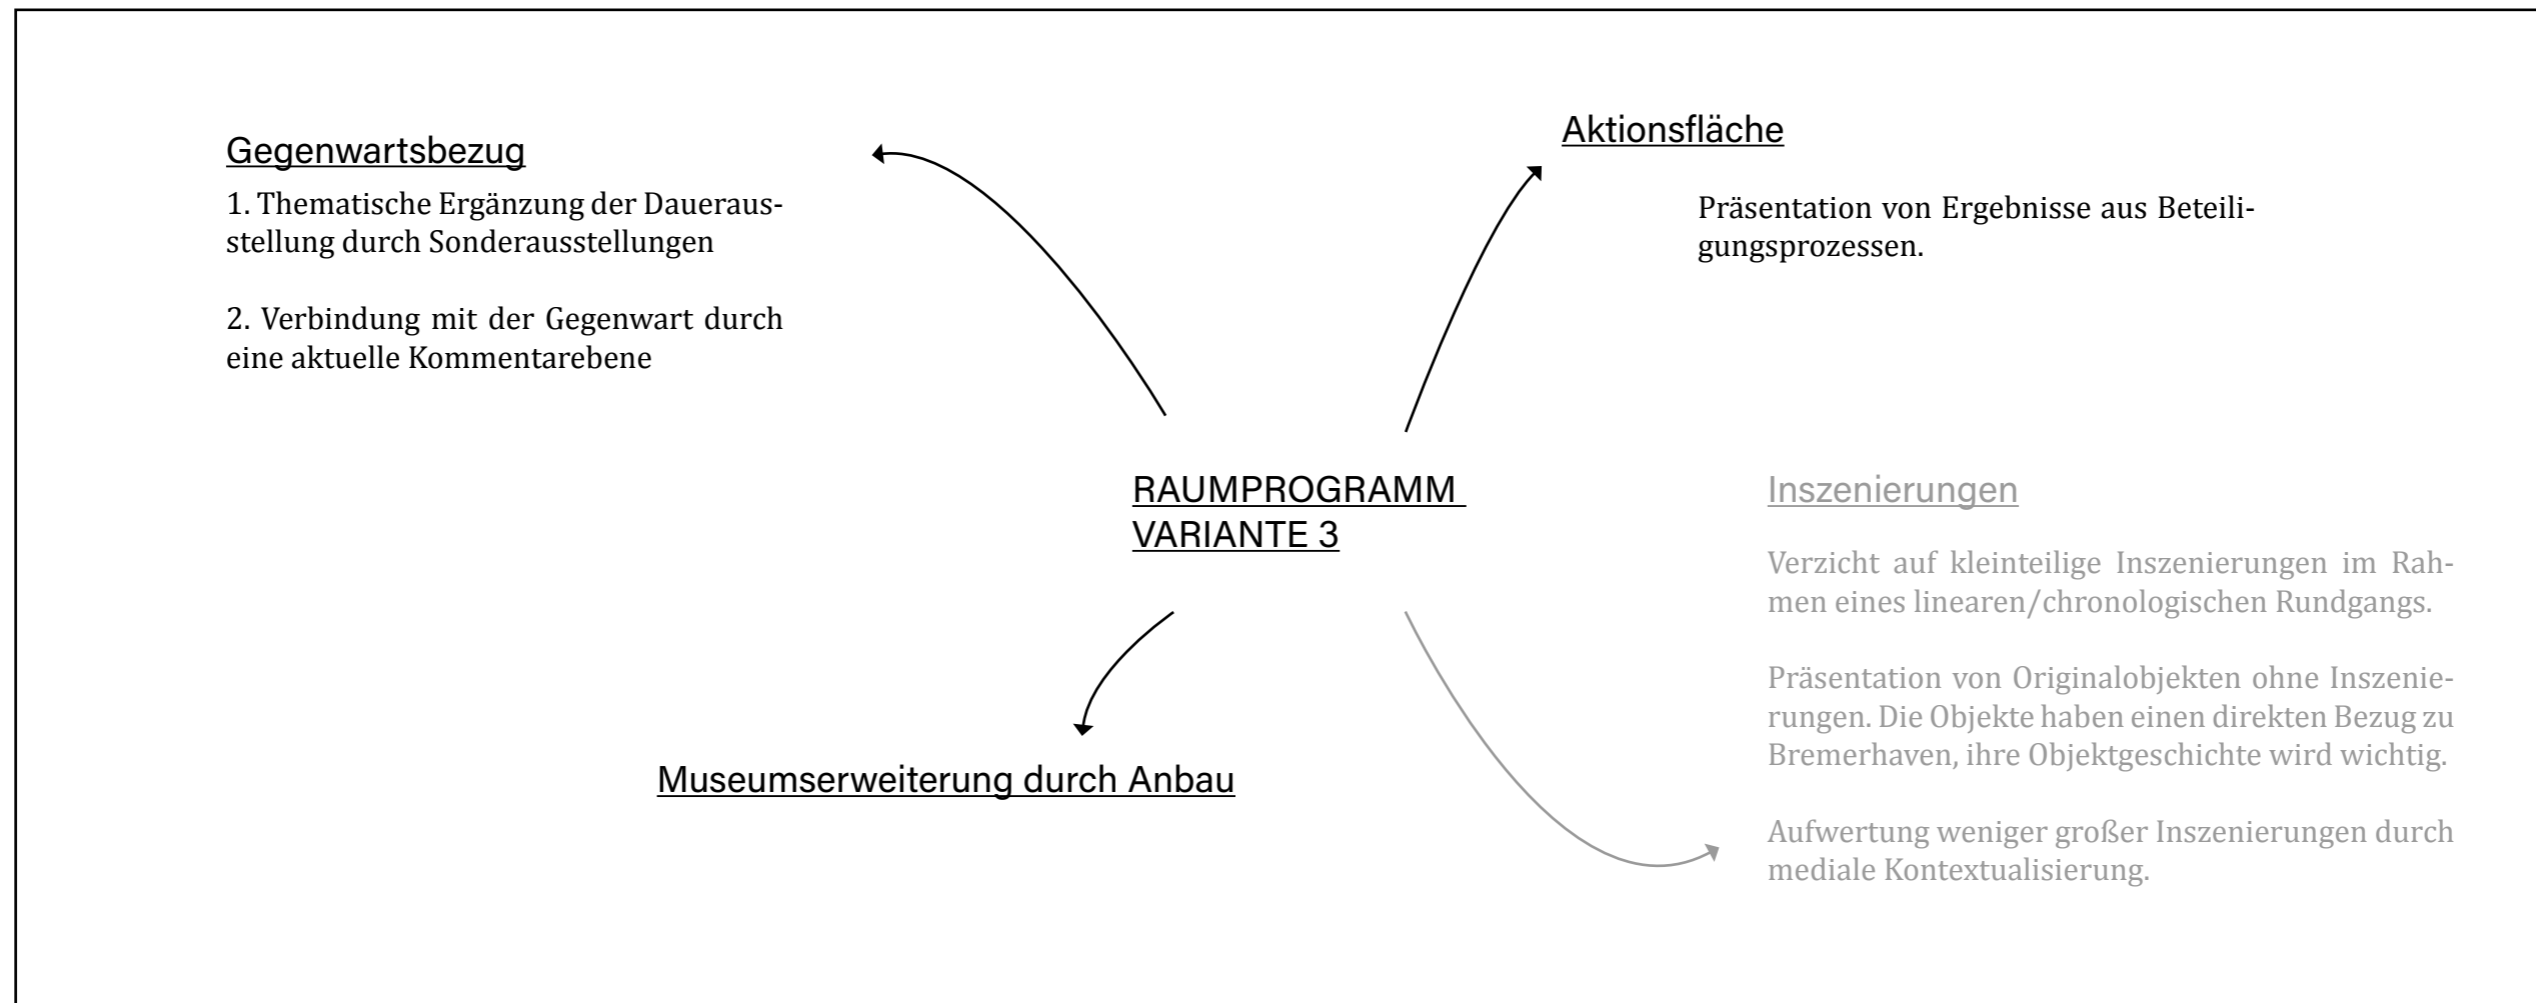 Gegenwartsbezug
1. Thematische Ergänzung der Daueraus-
stellung durch Sonderausstellungen
2. Verbindung mit der Gegenwart durch
eine aktuelle Kommentarebene
Aktionsfläche
Präsentation von Ergebnisse aus Beteili-
gungsprozessen.
RAUMPROGRAMM
VARIANTE 3
Inszenierungen
Verzicht auf kleinteilige Inszenierungen im Rah-
men eines linearen/chronologischen Rundgangs.
Präsentation von Originalobjekten ohne Inszenie-
rungen. Die Objekte haben einen direkten Bezug zu
Bremerhaven, ihre Objektgeschichte wird wichtig.
Aufwertung weniger großer Inszenierungen durch
mediale Kontextualisierung.
Museumserweiterung durch Anbau